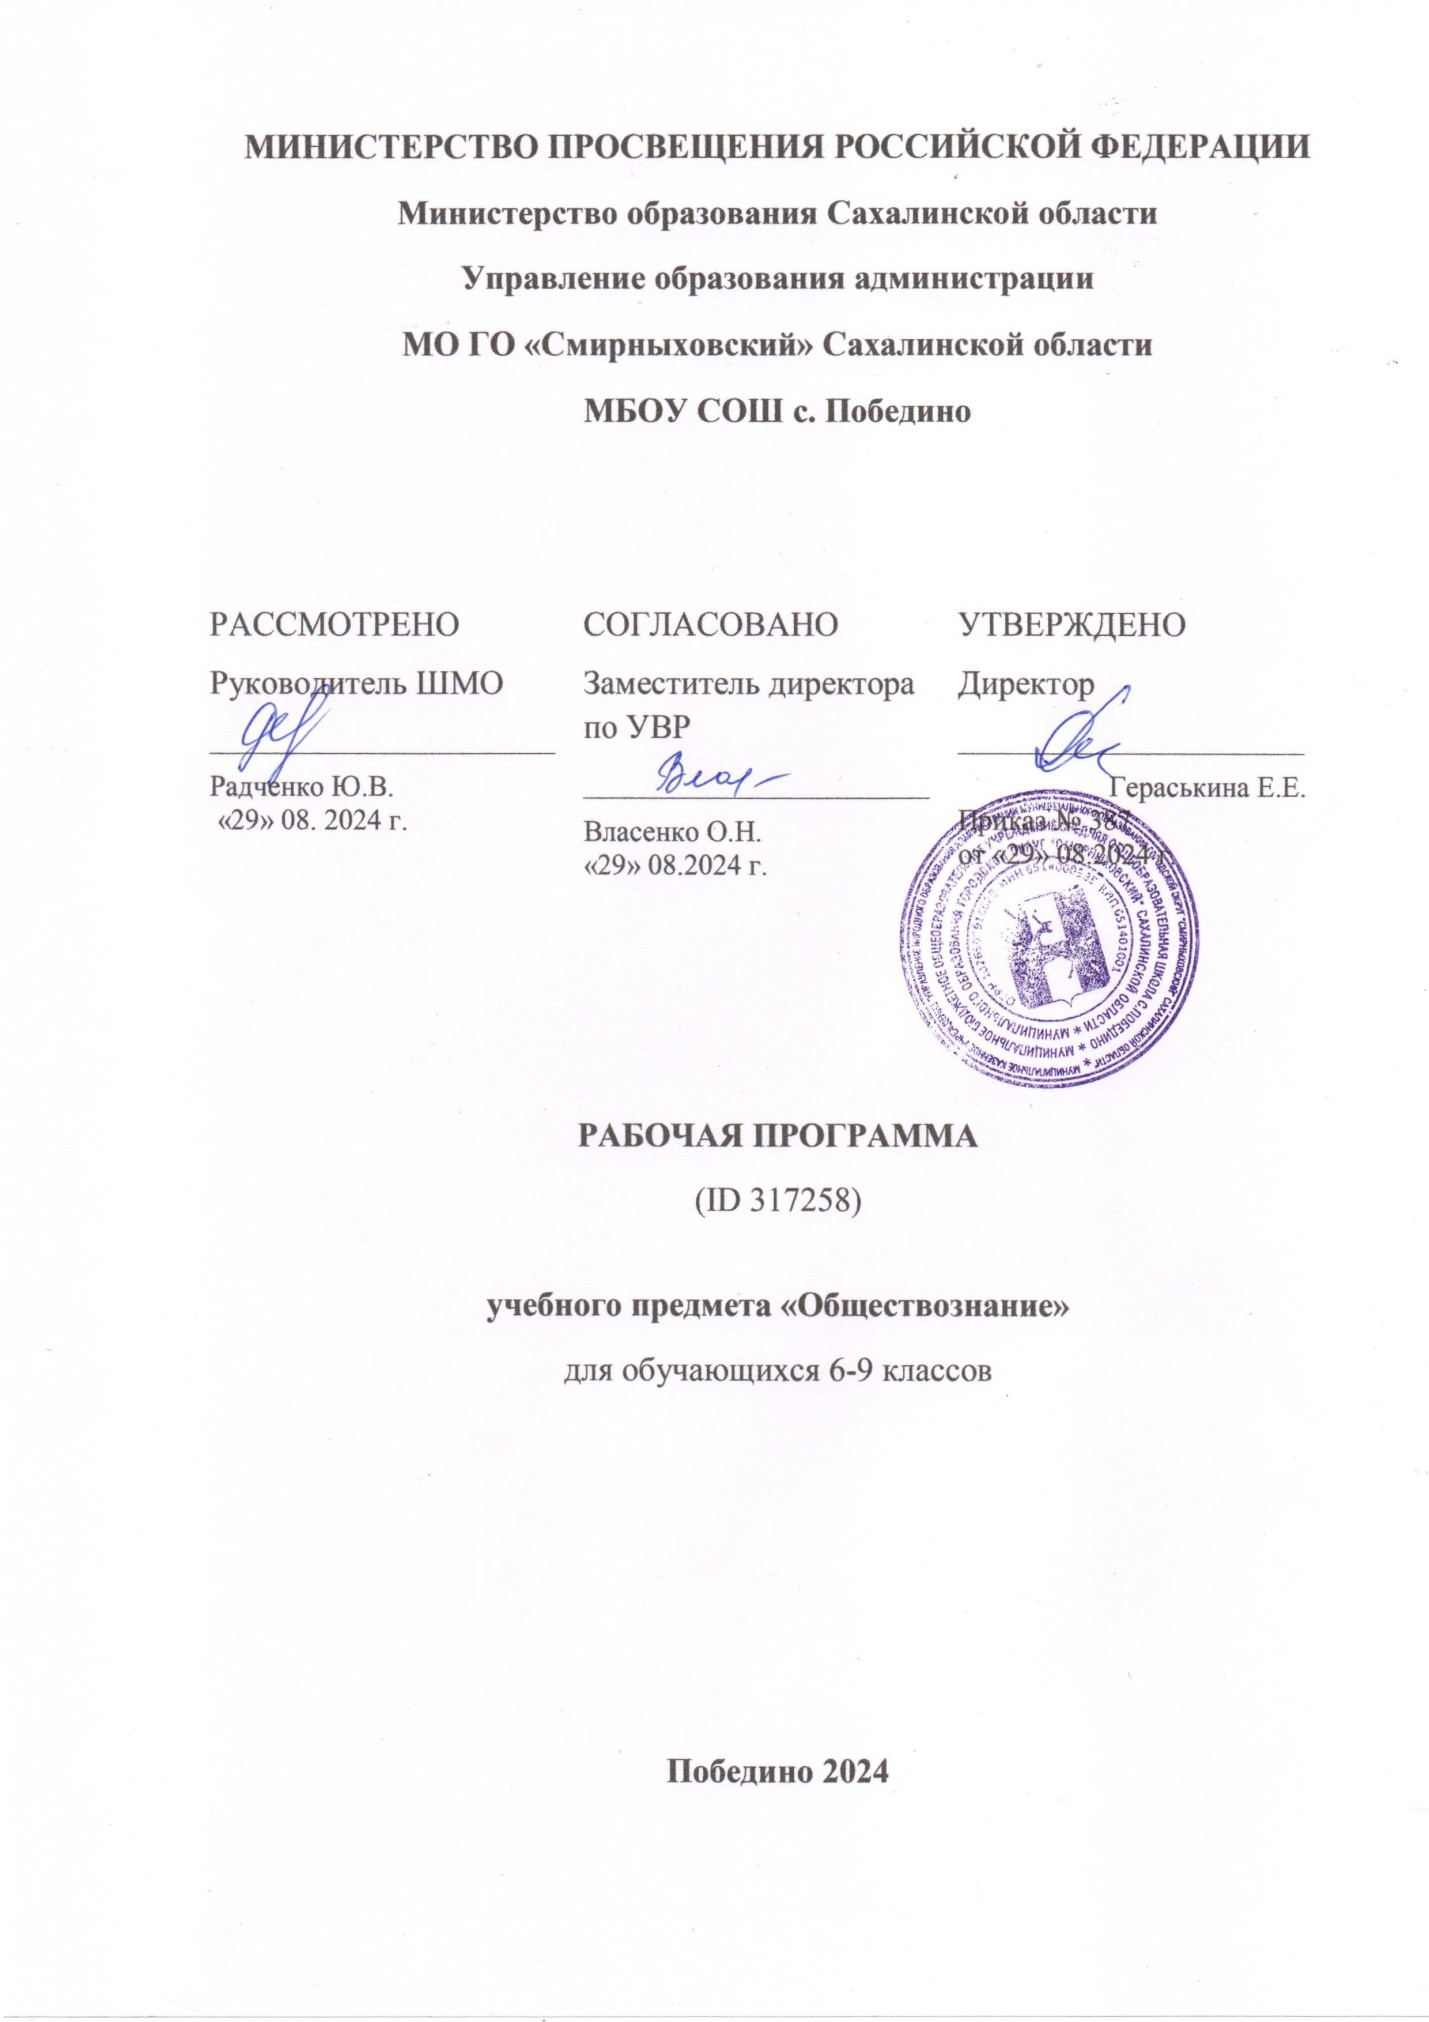 МИНИСТЕРСТВО ПРОСВЕЩЕНИЯ РОССИЙСКОЙ ФЕДЕРАЦИИ
Министерство образования Сахалинской области
Управление образования администрации
МО ГО «Смирныховский» Сахалинской области
МБОУ СОШ с. Победино
РАССМОТРЕНО
Руководитель ШМО
Радченко Ю.В.
«29» 08. 2024 г.
СОГЛАСОВАНО
Заместитель директора
по УВР
Власенко О.Н.
«29» 08.2024 г.
УТВЕРЖДЕНО
Директор
Гераськина Е.Е.
Приказ № 387
от «29» 08.2024 г.
РАБОЧАЯ ПРОГРАММА
(ID 317258)
учебного предмета «Обществознание»
для обучающихся 6-9 классов
Победино 2024